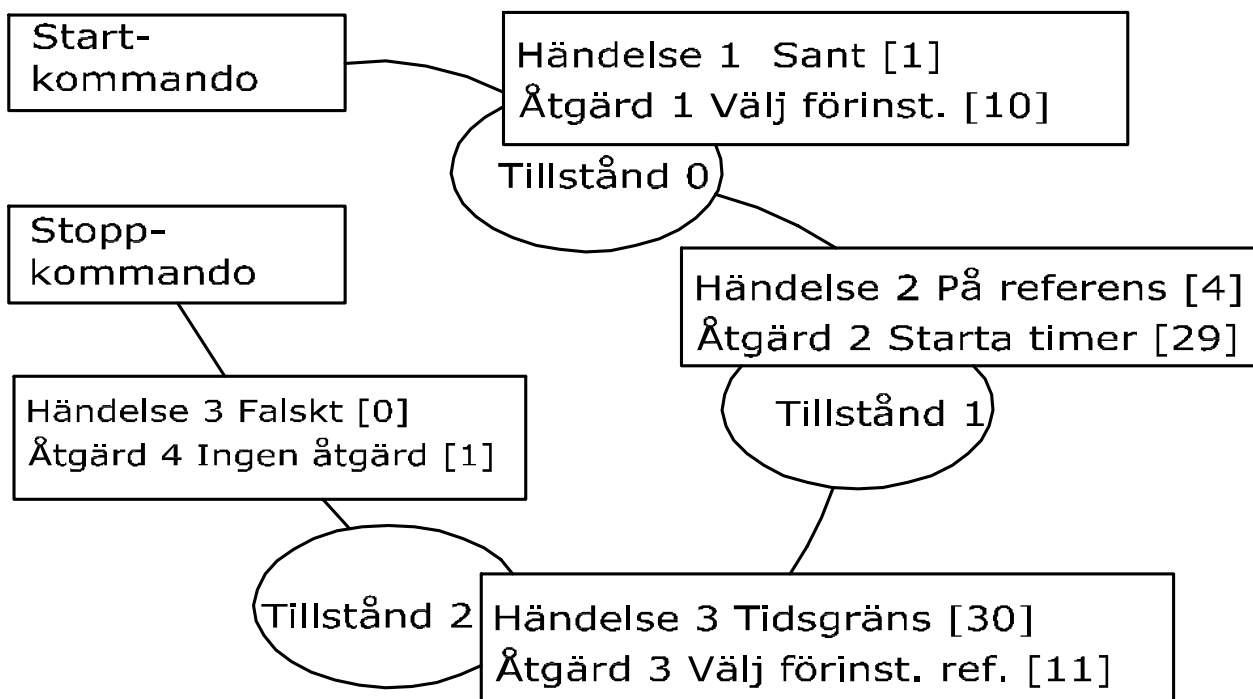 Start-
kommando
Händelse 1 Sant [1]
Åtgärd 1 Välj förinst. [10]
Tillstånd 0
Stopp-
kommando
Händelse 2 På referens [4]
Åtgärd 2 Starta timer [29]
Tillstånd 1
Händelse 3 Falskt [0]
Åtgärd 4 Ingen åtgärd [1]
Tillstånd 2
Händelse 3 Tidsgräns [30]
Åtgärd 3 Välj förinst. ref. [11]